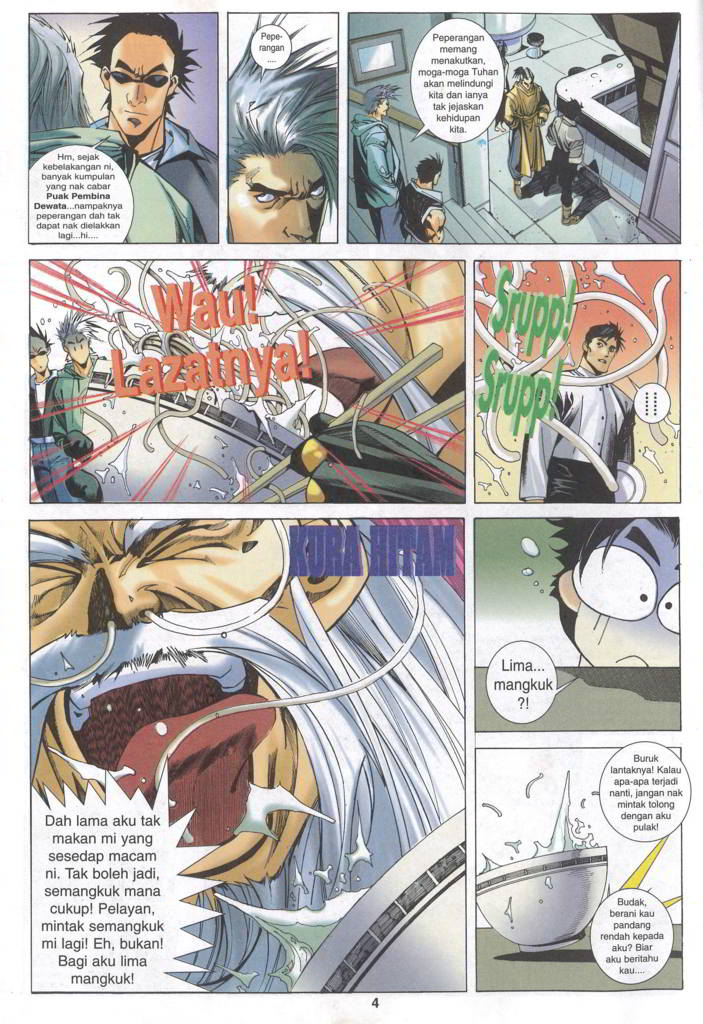 Hm, sejak
kebelakangan ni,
banyak kumpulan
yang nak cabar
Puak Pembina
Dewata...nampaknya
peperangan dah tak
dapat nak dielakkan
lagi...hi....
Pepe-
rangan
....
Peperangan
memang
menakutkan,
moga-moga Tuhan
akan melindungi
kita dan ianya
tak jejaskan
kehidupan
kita.
Wau!
Lazatnya!
Srupp!
Srupp!
KURA HITAM
Dah lama aku tak
makan mi yang
sesedap macam
ni. Tak boleh jadi,
semangkuk mana
cukup! Pelayan,
mintak semangkuk
mi lagi! Eh, bukan!
Bagi aku lima
mangkuk!
Lima...
mangkuk
?!
Buruk
lantaknya! Kalau
apa-apa terjadi
nanti, jangan nak
mintak tolong
dengan aku
pulak!
Budak,
berani kau
pandang
rendah kepada
aku? Biar
aku beritahu
kau....
4